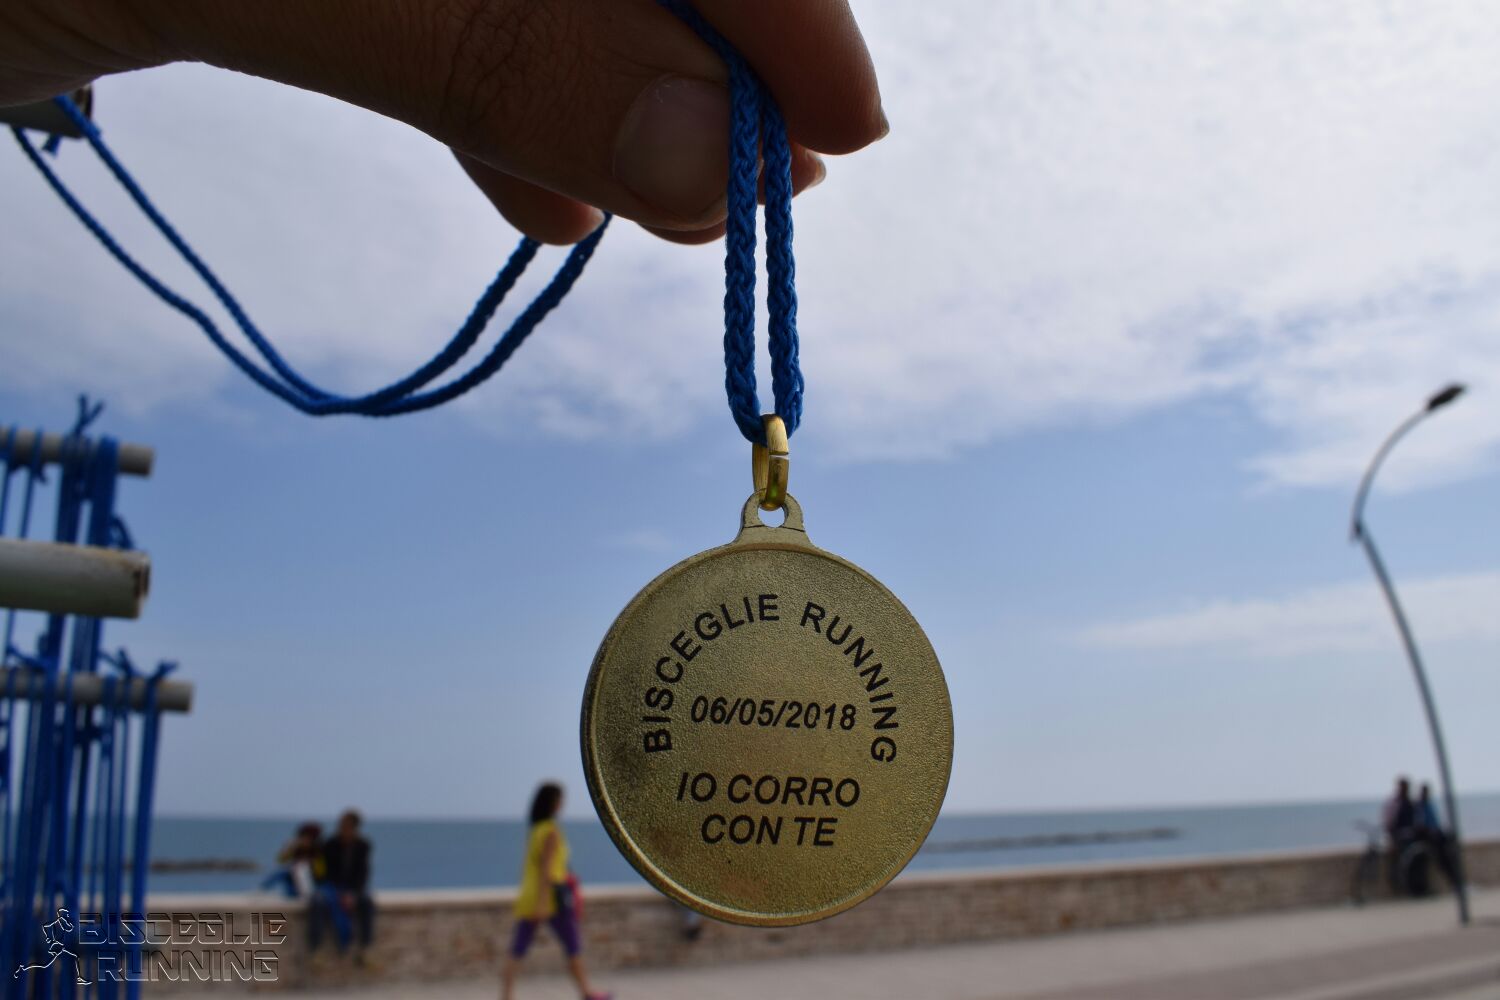 BISCEGLIE RUNNING
06/05/2018
IO CORRO
CON TE
BISCEGLIE
RUNNING